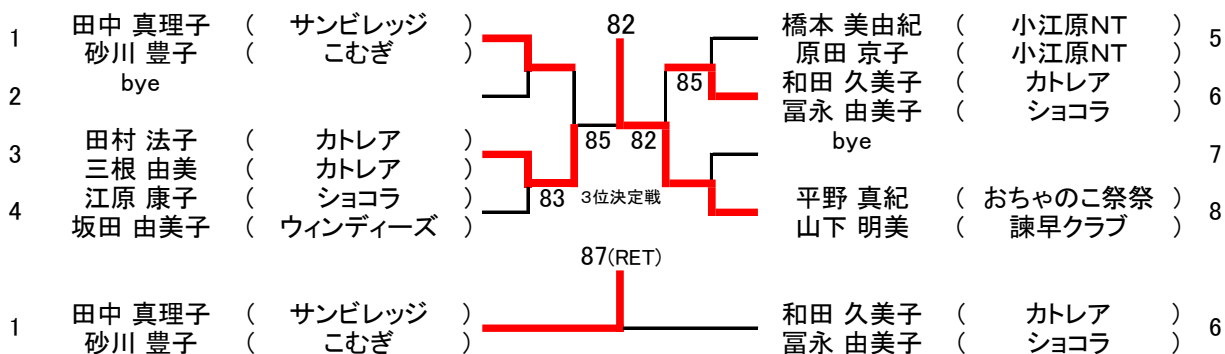 1 田中 真理子 ( サンビレッジ )
砂川 豊子 ( こむぎ )
2 bye
3 田村 法子 ( カトレア )
三根 由美 ( カトレア )
4 江原 康子 ( ショコラ )
坂田 由美子 ( ウィンディーズ )
82
85
85 82
83 3位決定戦
橋本 美由紀 ( 小江原NT ) 5
原田 京子 ( 小江原NT )
和田 久美子 ( カトレア ) 6
冨永 由美子 ( ショコラ )
bye 7
平野 真紀 ( おちゃのこ祭祭 ) 8
山下 明美 ( 諫早クラブ )
87(RET)
1 田中 真理子 ( サンビレッジ )
砂川 豊子 ( こむぎ )
和田 久美子 ( カトレア ) 6
冨永 由美子 ( ショコラ )